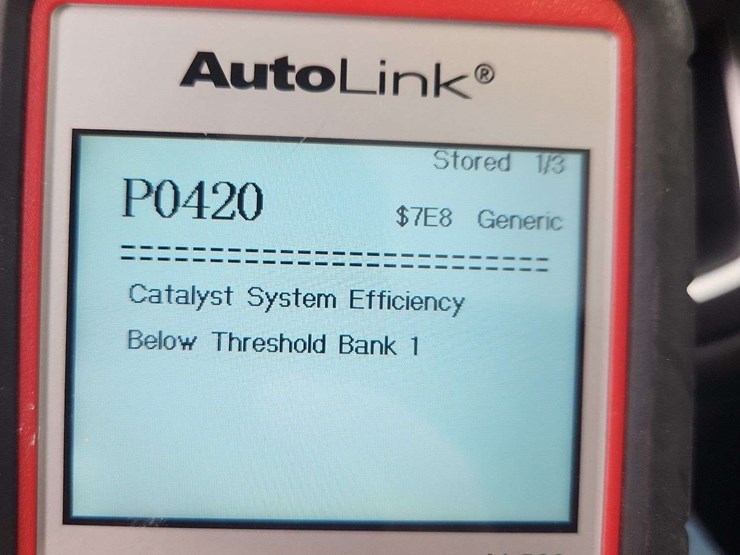 AutoLink®
Stored 1/3
P0420
$7E8 Generic
==========================
Catalyst System Efficiency
Below Threshold Bank 1